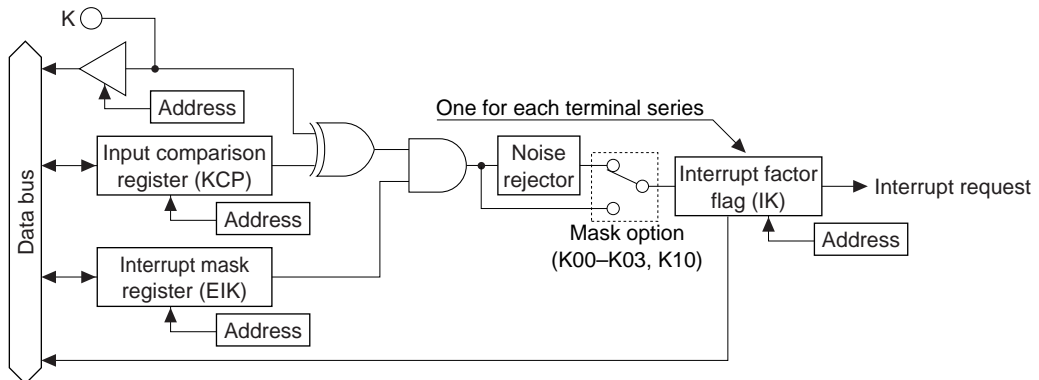 K
Address
One for each terminal series
Input comparison
register (KCP)
Noise
rejector
Interrupt factor
flag (IK)
Interrupt request
Data bus
Address
Mask option
(K00–K03, K10)
Address
Interrupt mask
register (EIK)
Address